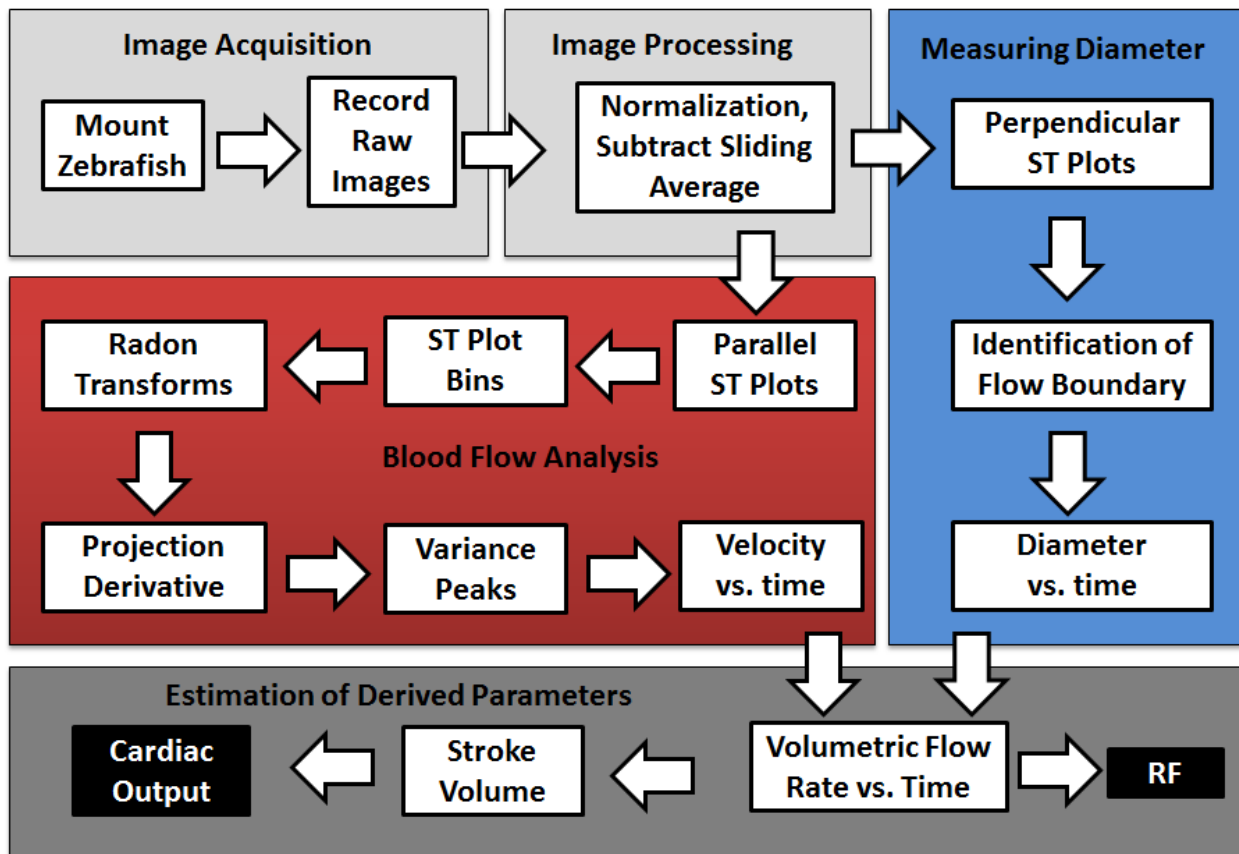 Image Acquisition
Mount
Zebrafish
Record
Raw
Images
Image Processing
Normalization,
Subtract Sliding
Average
Measuring Diameter
Perpendicular
ST Plots
Identification of
Flow Boundary
Diameter
vs. time
Parallel
ST Plots
ST Plot
Bins
Radon
Transforms
Blood Flow Analysis
Projection
Derivative
Variance
Peaks
Velocity
vs. time
Estimation of Derived Parameters
Volumetric Flow
Rate vs. Time
RF
Stroke
Volume
Cardiac
Output